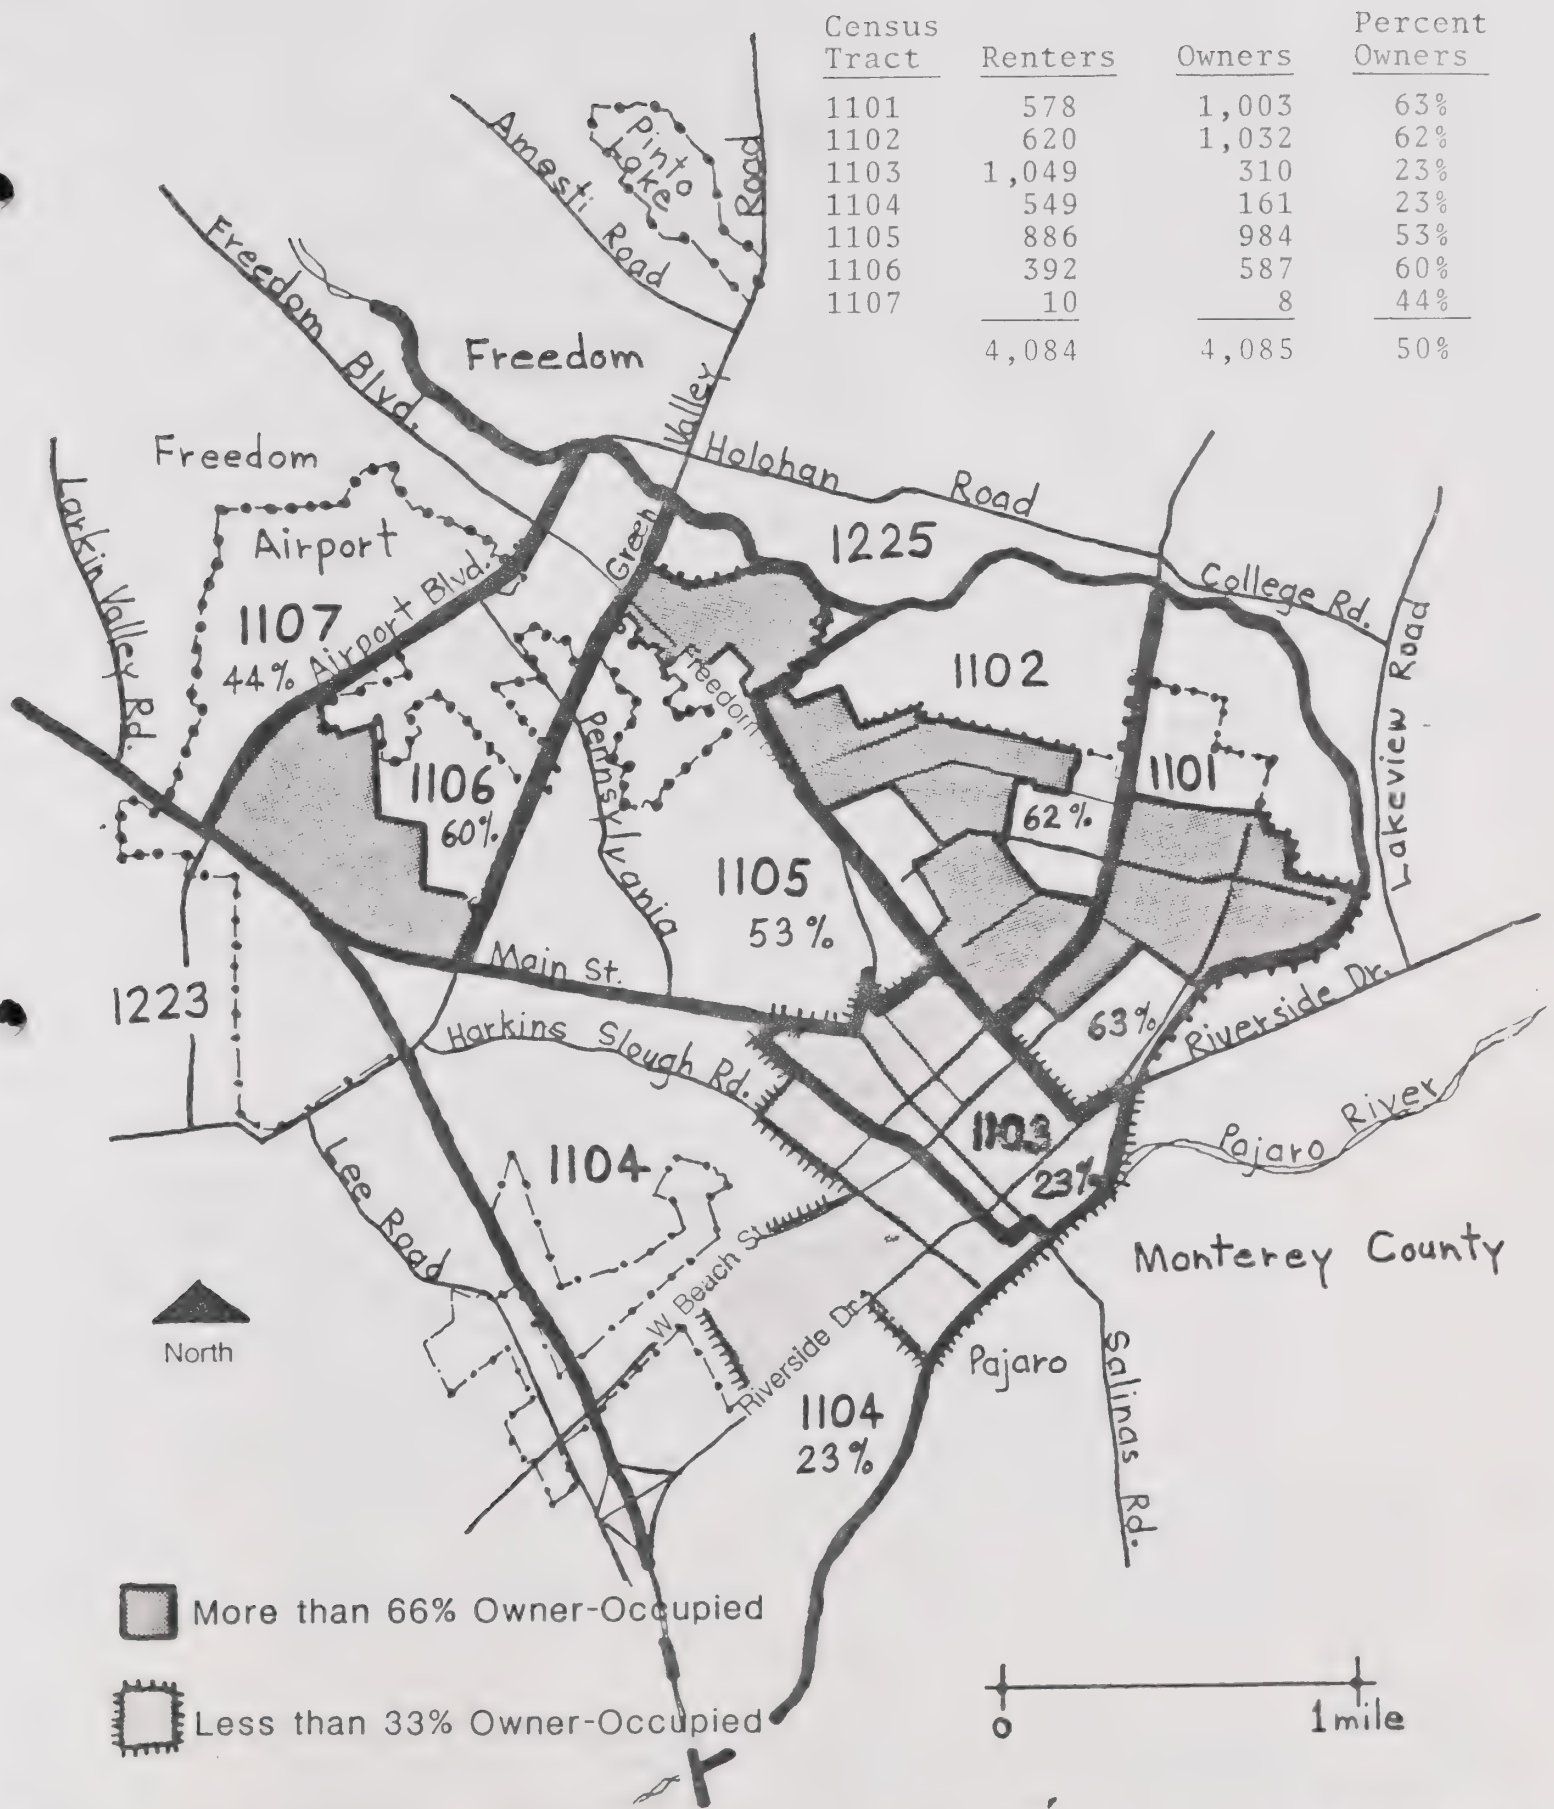 Census Tract Renters Owners Percent Owners
1101 578 1,003 63%
1102 620 1,032 62%
1103 1,049 310 23%
1104 549 161 23%
1105 886 984 53%
1106 392 587 60%
1107 10 8 44%
4,084 4,085 50%
Pinto
Lake
Amesti Road
Green Valley Road
Freedom Blvd.
Freedom
Freedom
Airport
Larkin Valley Rd.
Holohan Road
1225
College Rd.
Lakeview Road
1107
44%
Airport Blvd.
Freedom
1102
1101
62%
1106
60%
Pennsylvania
1105
53%
Main St.
1223
Harkins Slough Rd.
63%
Riverside Dr.
1103
23%
Pajaro River
1104
Lee Road
W Beach St
Riverside Dr.
Monterey County
North
Pajaro
Salinas Rd.
1104
23%
More than 66% Owner-Occupied
Less than 33% Owner-Occupied
0 1 mile